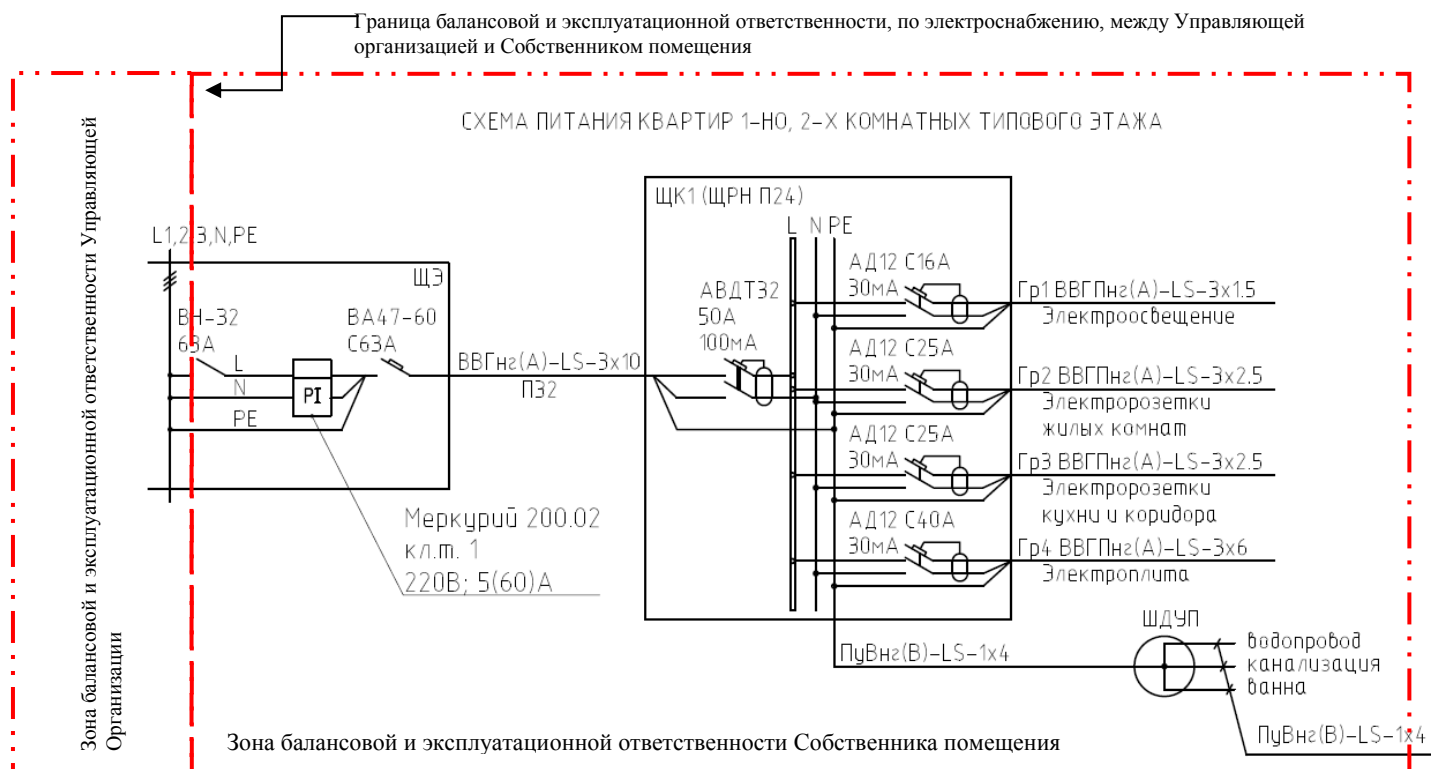 Граница балансовой и эксплуатационной ответственности, по электроснабжению, между Управляющей
организацией и Собственником помещения
Зона балансовой и эксплуатационной ответственности Управляющей
Организации
СХЕМА ПИТАНИЯ КВАРТИР 1-НО, 2-Х КОМНАТНЫХ ТИПОВОГО ЭТАЖА
L1,2,3,N,PE
ЩЭ
ВН-32
63А
L
N
PE
PI
ВА47-60
С63А
ВВГнг(А)-LS-3х10
П32
Меркурий 200.02
кл.т. 1
220В; 5(60)А
ЩК1 (ЩРН П24)
L N PE
АВДТ32
50А
100мА
АД12 С16А
30мА
Гр1 ВВГПнг(А)-LS-3х1.5
Электроосвещение
АД12 С25А
30мА
Гр2 ВВГПнг(А)-LS-3х2.5
Электророзетки
жилых комнат
АД12 С25А
30мА
Гр3 ВВГПнг(А)-LS-3х2.5
Электророзетки
кухни и коридора
АД12 С40А
30мА
Гр4 ВВГПнг(А)-LS-3х6
Электроплита
ШДУП
ПуВнг(В)-LS-1х4
водопровод
канализация
ванна
ПуВнг(В)-LS-1х4
Зона балансовой и эксплуатационной ответственности Собственника помещения